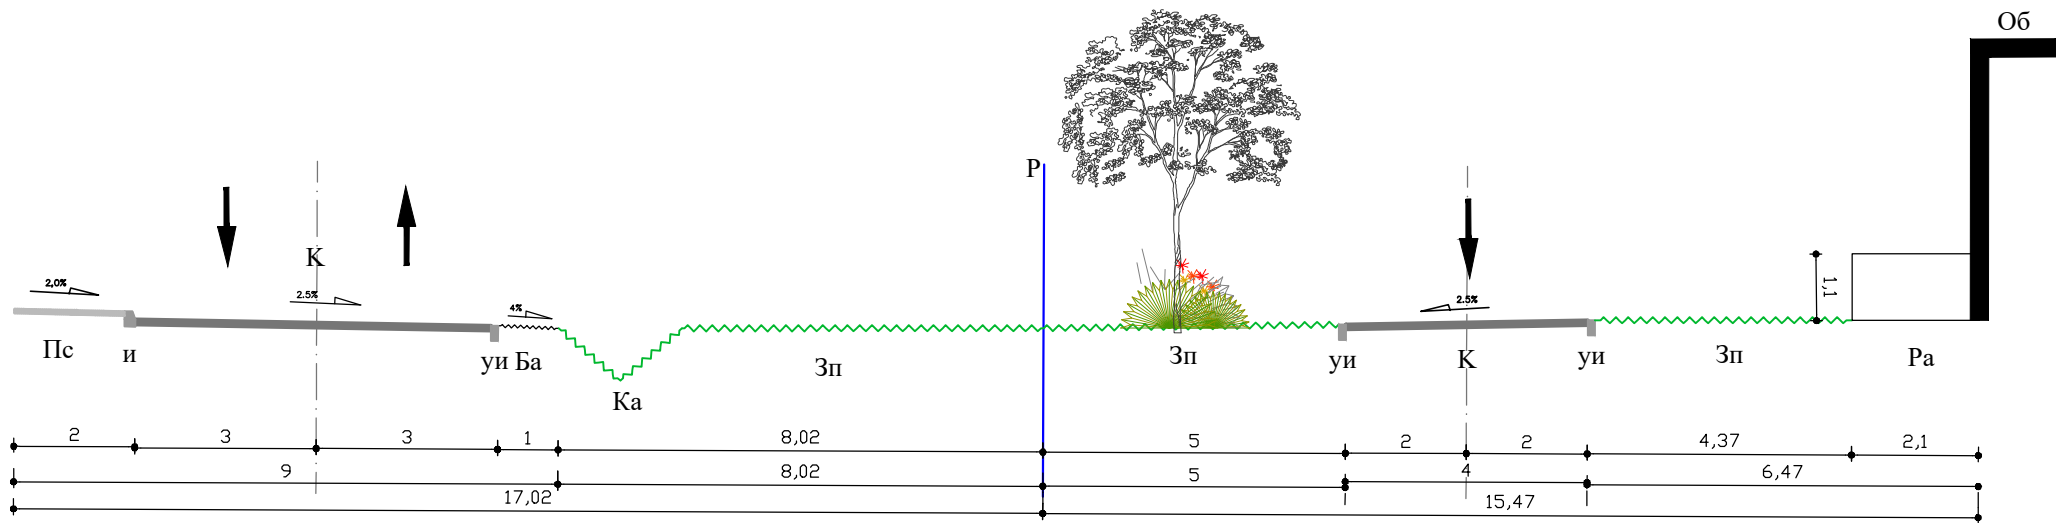 Об
Р
К
2,0%
2.5%
4%
2.5%
1,1
Пс
и
уи
Ба
Ка
Зп
Зп
уи
К
уи
Зп
Ра
2
3
3
1
8,02
5
2
2
4,37
2,1
9
8,02
5
4
6,47
17,02
15,47